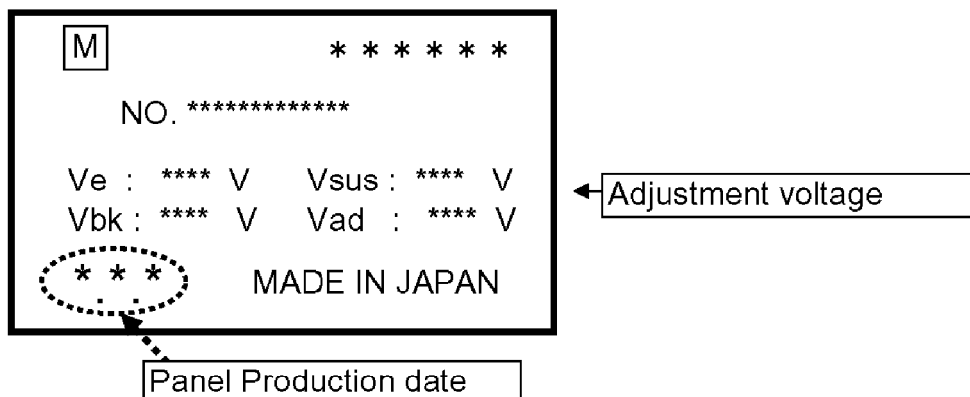 M * * * * * *
NO. *************
Ve : **** V Vsus : **** V
Adjustment voltage
Vbk : **** V Vad : **** V
* * * MADE IN JAPAN
. .
Panel Production date